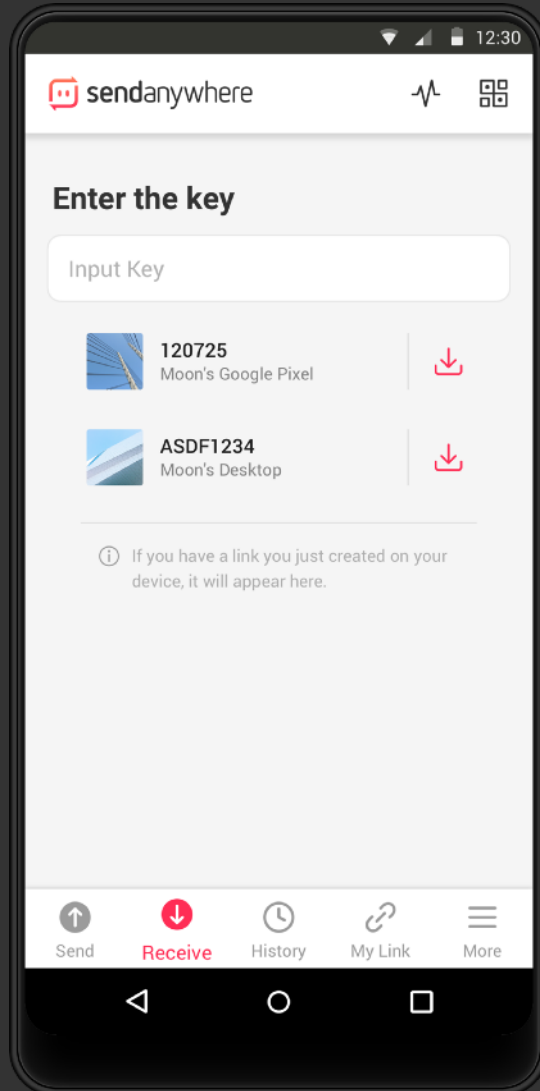 12:30
sendanywhere
Enter the key
Input Key
120725
Moon's Google Pixel
ASDF1234
Moon's Desktop
If you have a link you just created on your
device, it will appear here.
Send
Receive
History
My Link
More